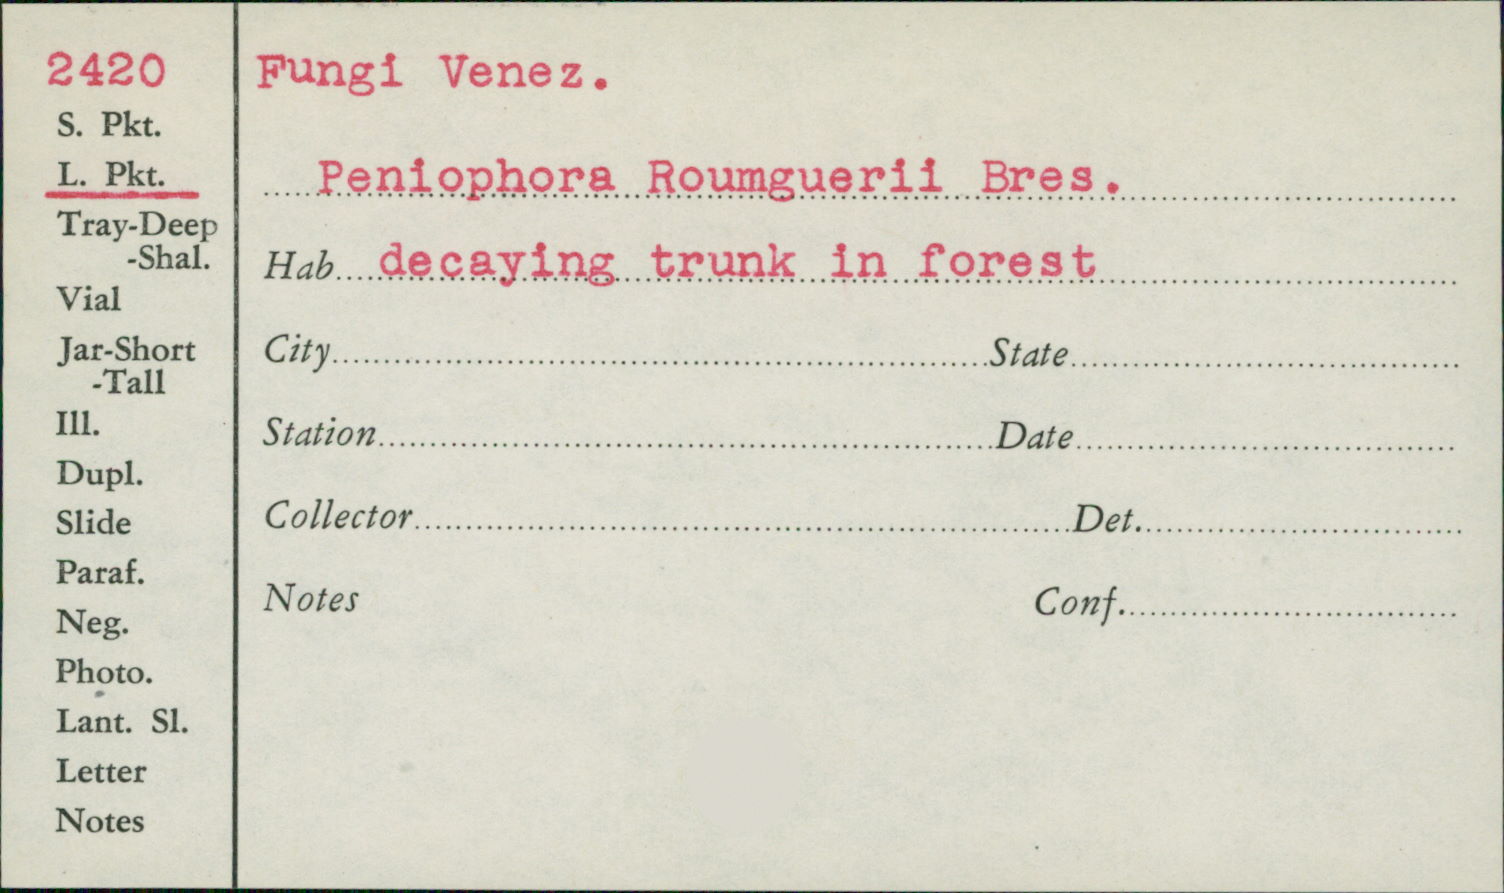 2420
S. Pkt.
L. Pkt.
Tray-Deep
-Shal.
Vial
Jar-Short
-Tall
Ill.
Dupl.
Slide
Paraf.
Neg.
Photo.
Lant. Sl.
Letter
Notes
Fungi Venez.
Peniophora Roumguerii Bres.
Hab. decaying trunk in forest
City State
Station Date
Collector Det.
Notes Conf.